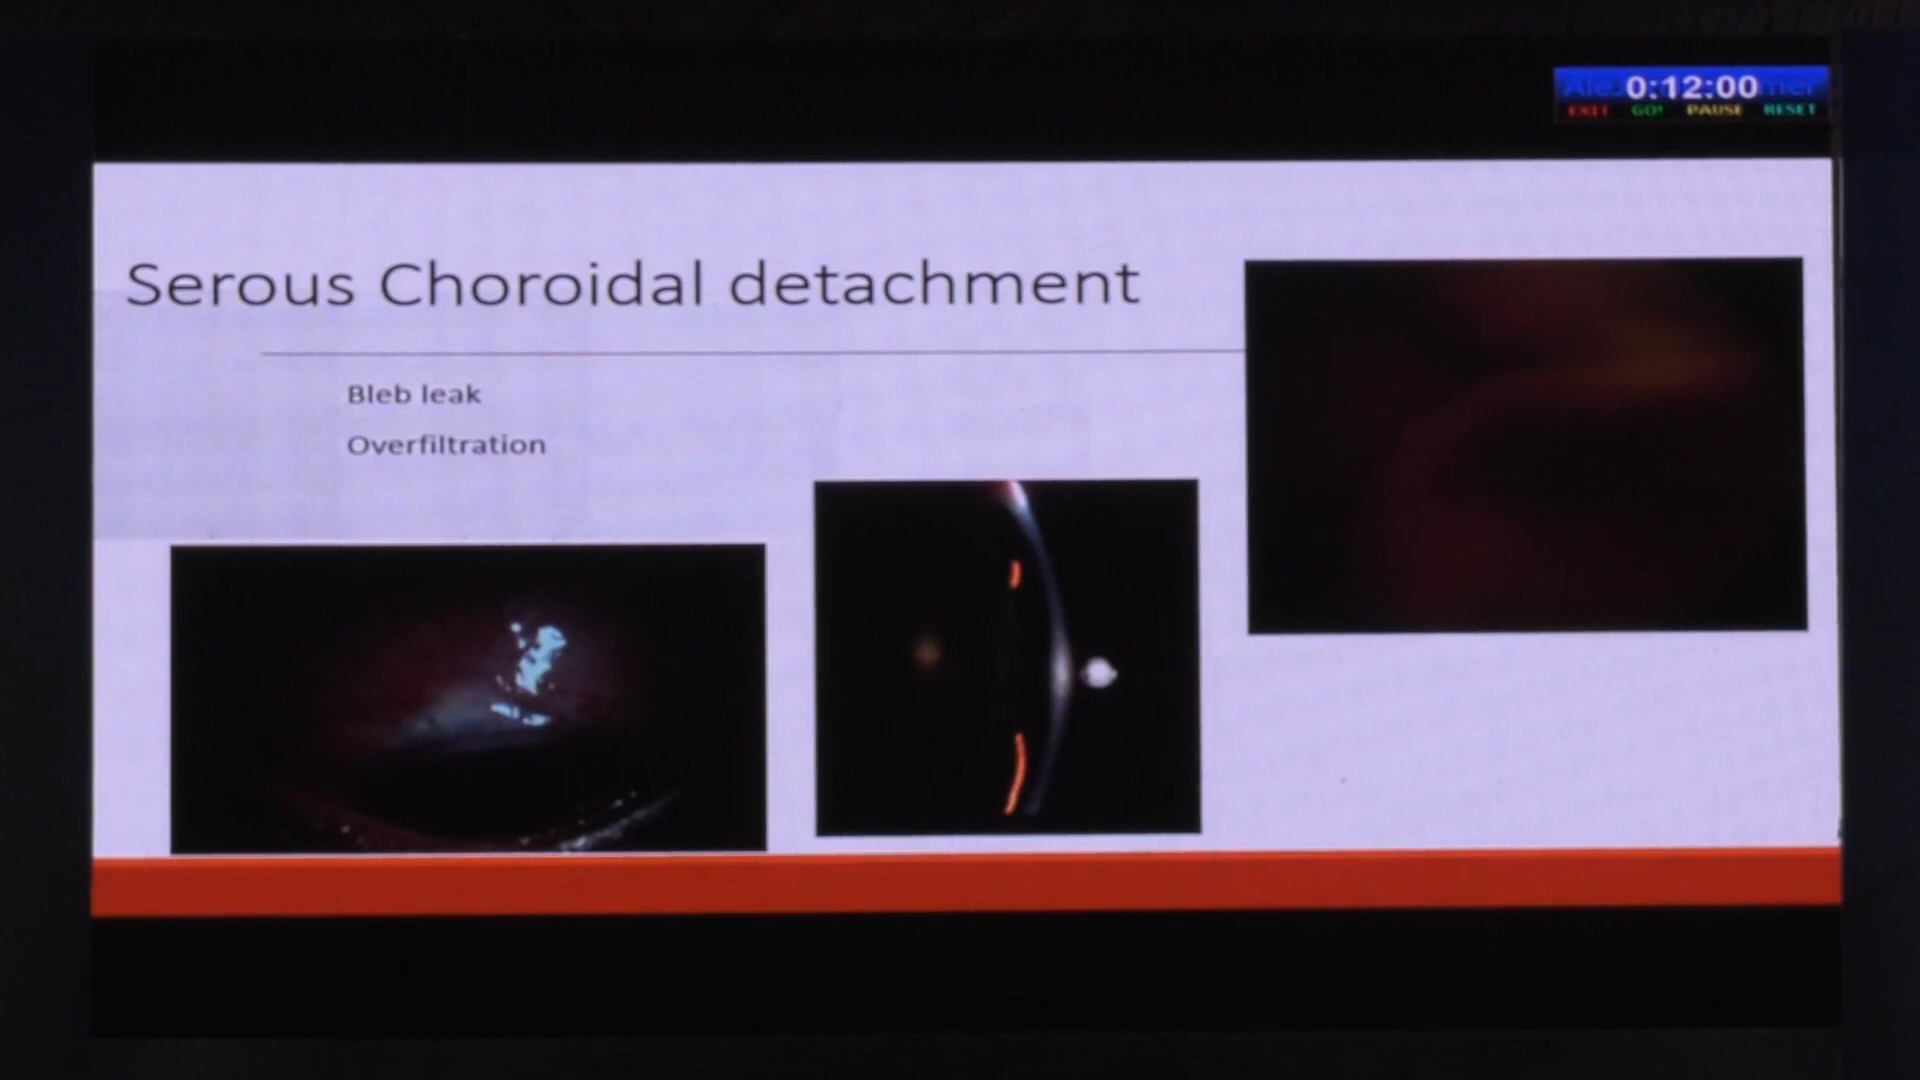 0:12:00
EXIT GO! PAUSE RESET
Serous Choroidal detachment
Bleb leak
Overfiltration